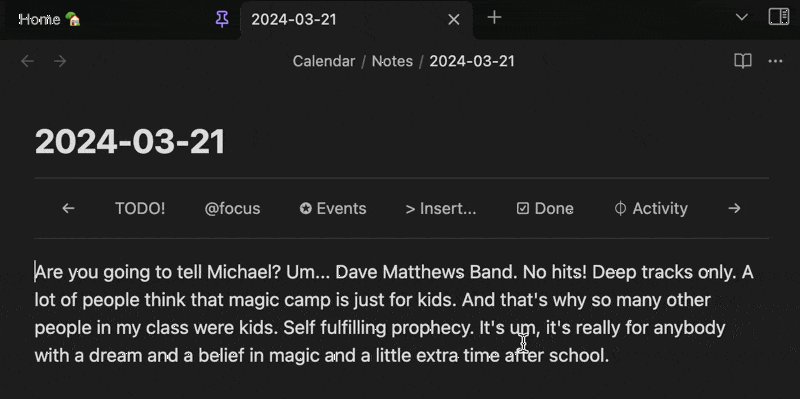 Home 🏡
2024-03-21
Calendar / Notes / 2024-03-21
2024-03-21
← TODO! @focus ✪ Events > Insert... ☑ Done ⏀ Activity →
Are you going to tell Michael? Um... Dave Matthews Band. No hits! Deep tracks only. A
lot of people think that magic camp is just for kids. And that's why so many other
people in my class were kids. Self fulfilling prophecy. It's um, it's really for anybody
with a dream and a belief in magic and a little extra time after school.